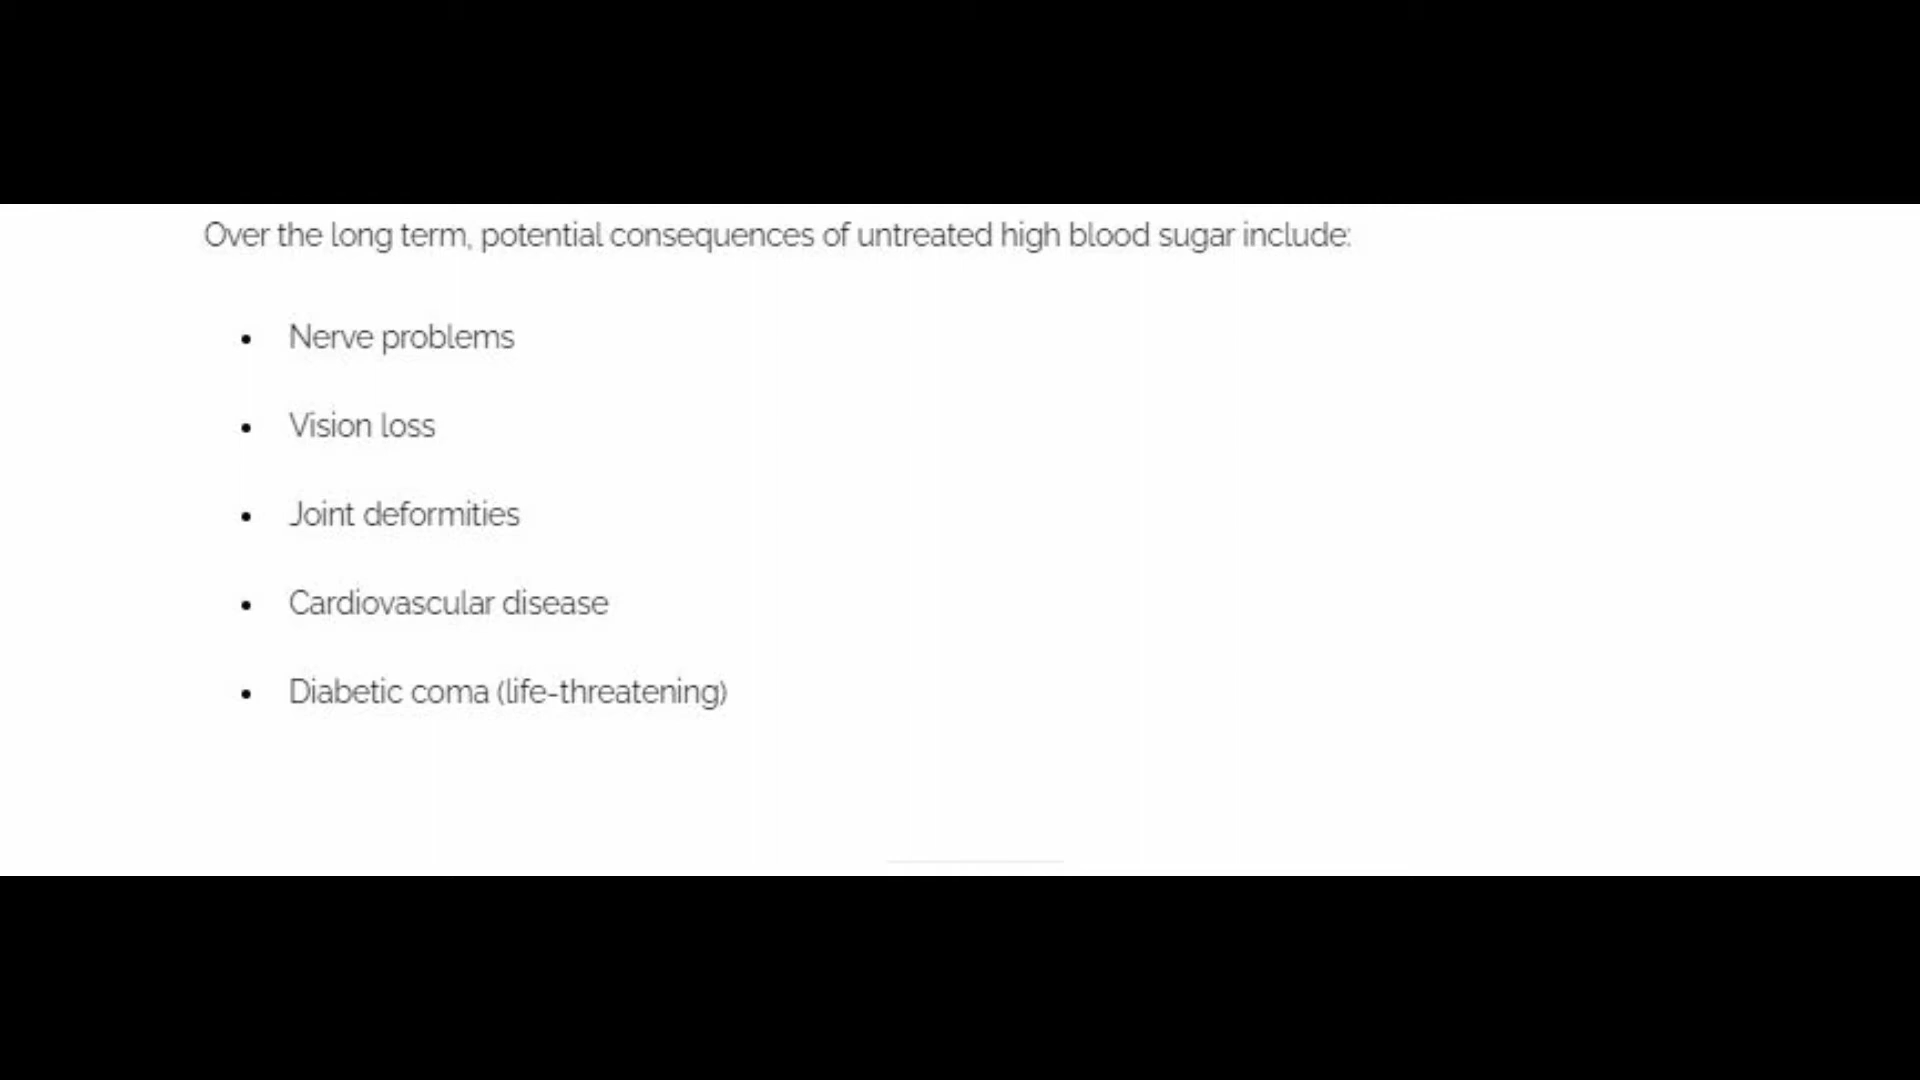 Over the long term, potential consequences of untreated high blood sugar include:
• Nerve problems
• Vision loss
• Joint deformities
• Cardiovascular disease
• Diabetic coma (life-threatening)